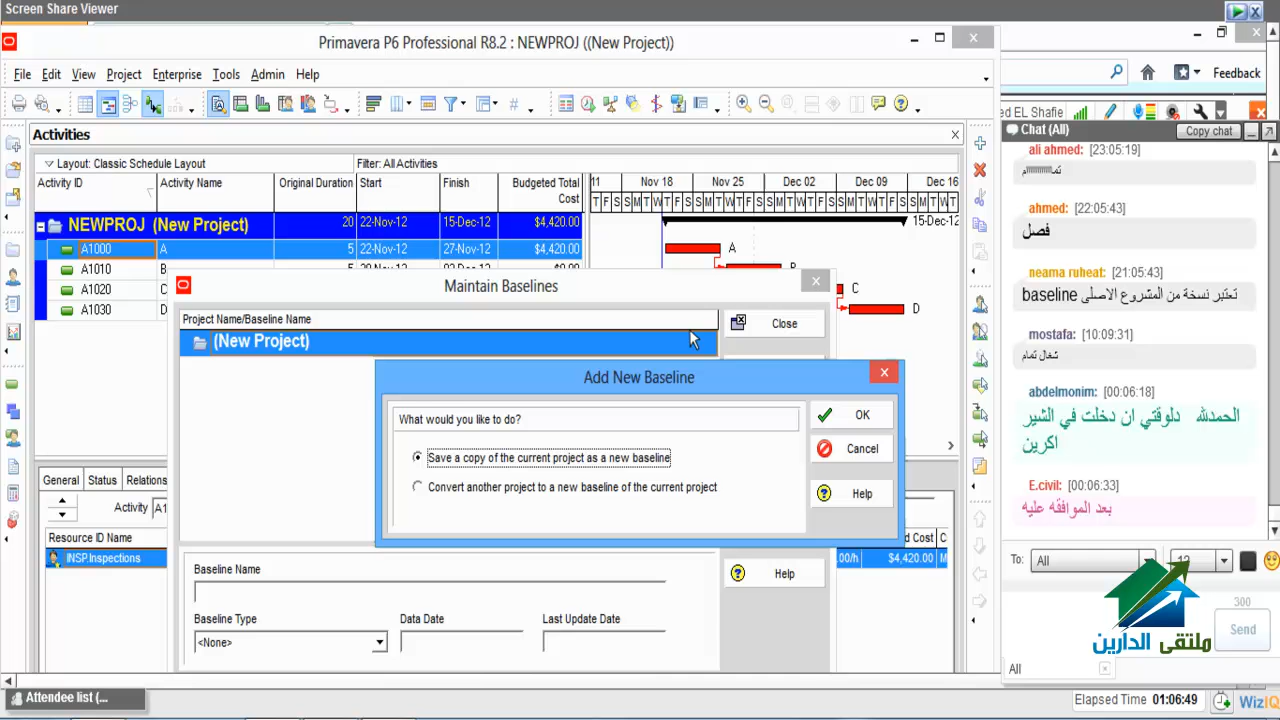 Screen Share Viewer
Primavera P6 Professional R8.2 : NEWPROJ ((New Project))
File Edit View Project Enterprise Tools Admin Help
Feedback
Activities
Layout: Classic Schedule Layout
Filter: All Activities
Activity ID
Activity Name
Original Duration
Start
Finish
Budgeted Total Cost
11
Nov 18
Nov 25
Dec 02
Dec 09
Dec 16
T F S S M T W T F S S M T W T F S S M T W T F S S M T W T F S S M T W
NEWPROJ (New Project)
20
22-Nov-12
15-Dec-12
$4,420.00
15-Dec-12
A1000
A
5
22-Nov-12
27-Nov-12
$4,420.00
A
A1010
B
A1020
C
C
A1030
D
D
Maintain Baselines
Project Name/Baseline Name
(New Project)
Close
Add New Baseline
What would you like to do?
Save a copy of the current project as a new baseline
Convert another project to a new baseline of the current project
OK
Cancel
Help
General
Status
Relations
Activity
Resource ID Name
INSP.Inspections
00/h
$4,420.00
Baseline Name
Help
Baseline Type
<None>
Data Date
Last Update Date
Attendee list (...
ed EL Shafie
Chat (All)
Copy chat
ali ahmed: [23:05:19]
ahmed: [22:05:43]
فصل
neama ruheat: [21:05:43]
تعتبر نسخة من المشروع الاصلى baseline
mostafa: [10:09:31]
شغال تمام
abdelmonim: [00:06:18]
الحمدلله دلوقتي ان دخلت في الشير
اكرين
E.civil: [00:06:33]
بعد الموافقه عليه
To:
All
300
Send
All
ملتقى الدارين
Elapsed Time 01:06:49
WizIQ